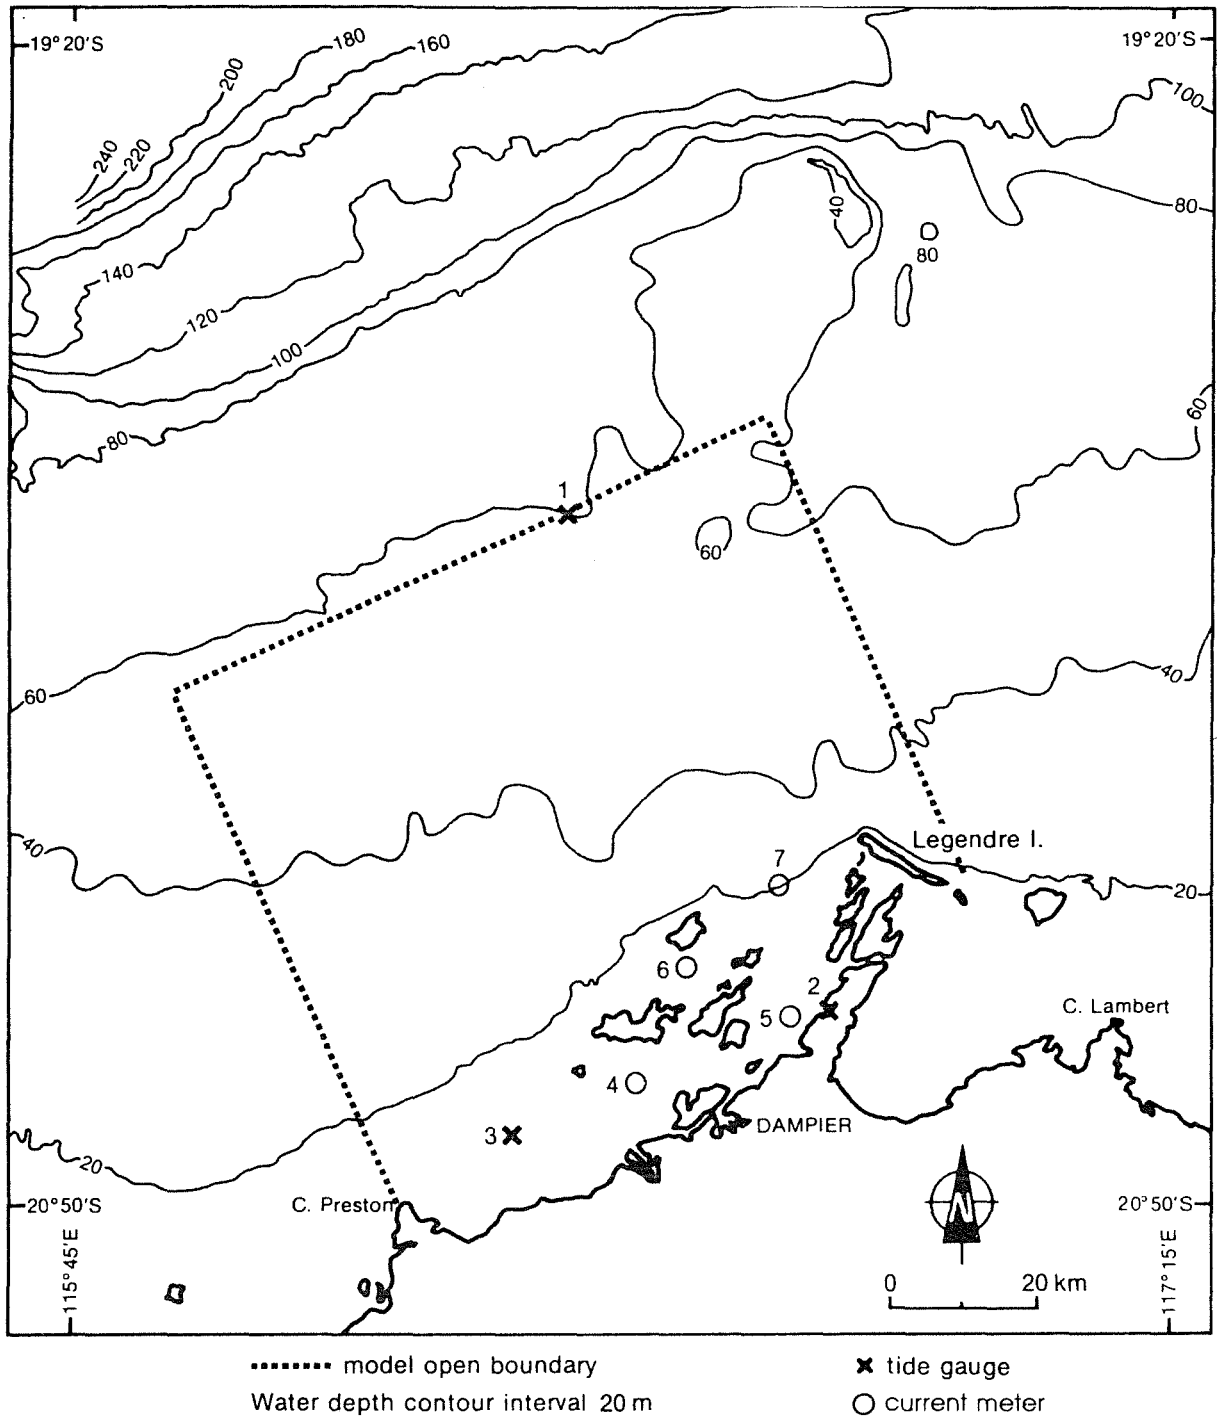 19°20'S
180
160
19°20'S
200
100
240
220
40
80
80
140
120
100
60
80
1
60
60
40
40
Legendre I.
7
20
6
2
5
C. Lambert
4
3
DAMPIER
20
C. Preston
20°50'S
N
20°50'S
115°45'E
117°15'E
0 20 km
model open boundary
tide gauge
Water depth contour interval 20 m
current meter